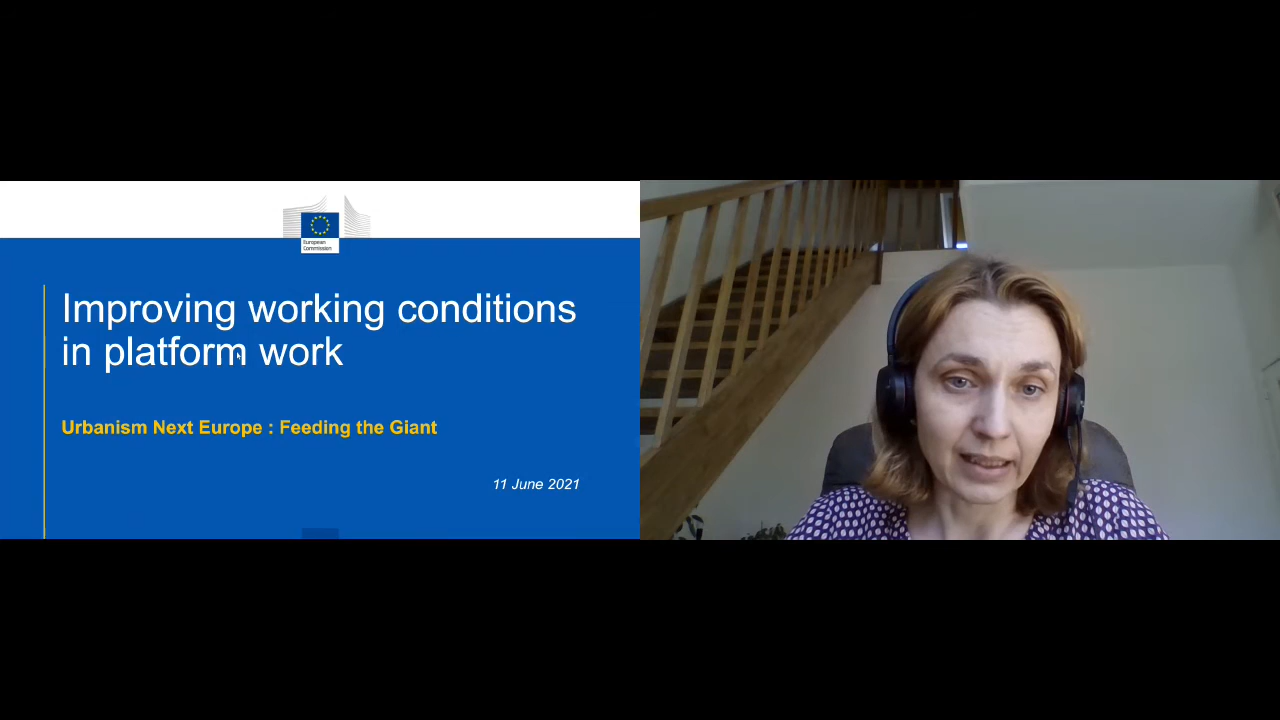 European
Commission
Improving working conditions
in platform work
Urbanism Next Europe : Feeding the Giant
11 June 2021